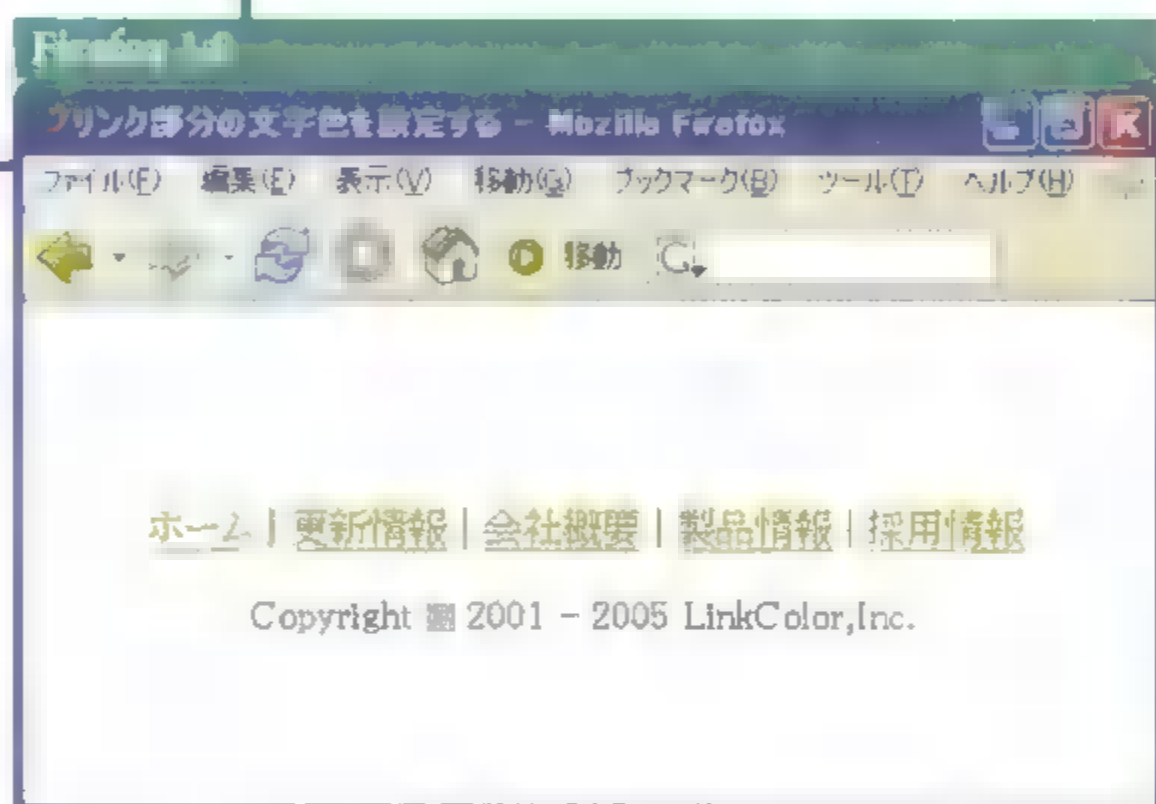 Firefox 1.0
リンク部分の文字色を設定する - Mozilla Firefox
ファイル(F) 編集(E) 表示(V) 移動(G) ブックマーク(B) ツール(T) ヘルプ(H)
移動
ホーム | 更新情報 | 会社概要 | 製品情報 | 採用情報
Copyright 2001 - 2005 LinkColor,Inc.